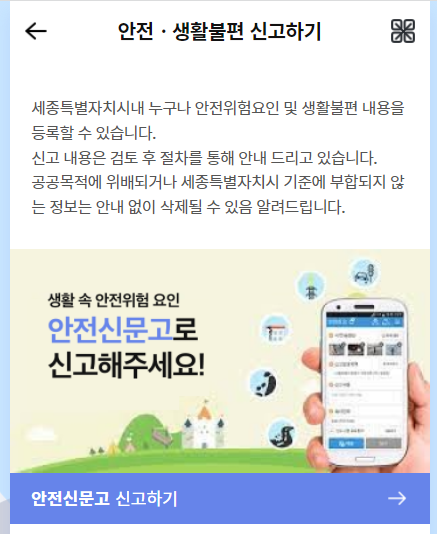 안전 · 생활불편 신고하기
세종특별자치시내 누구나 안전위험요인 및 생활불편 내용을
등록할 수 있습니다.
신고 내용은 검토 후 절차를 통해 안내 드리고 있습니다.
공공목적에 위배되거나 세종특별자치시 기준에 부합되지 않
는 정보는 안내 없이 삭제될 수 있음 알려드립니다.
생활 속 안전위험 요인
안전신문고로
신고해주세요!
안전신문고 신고하기